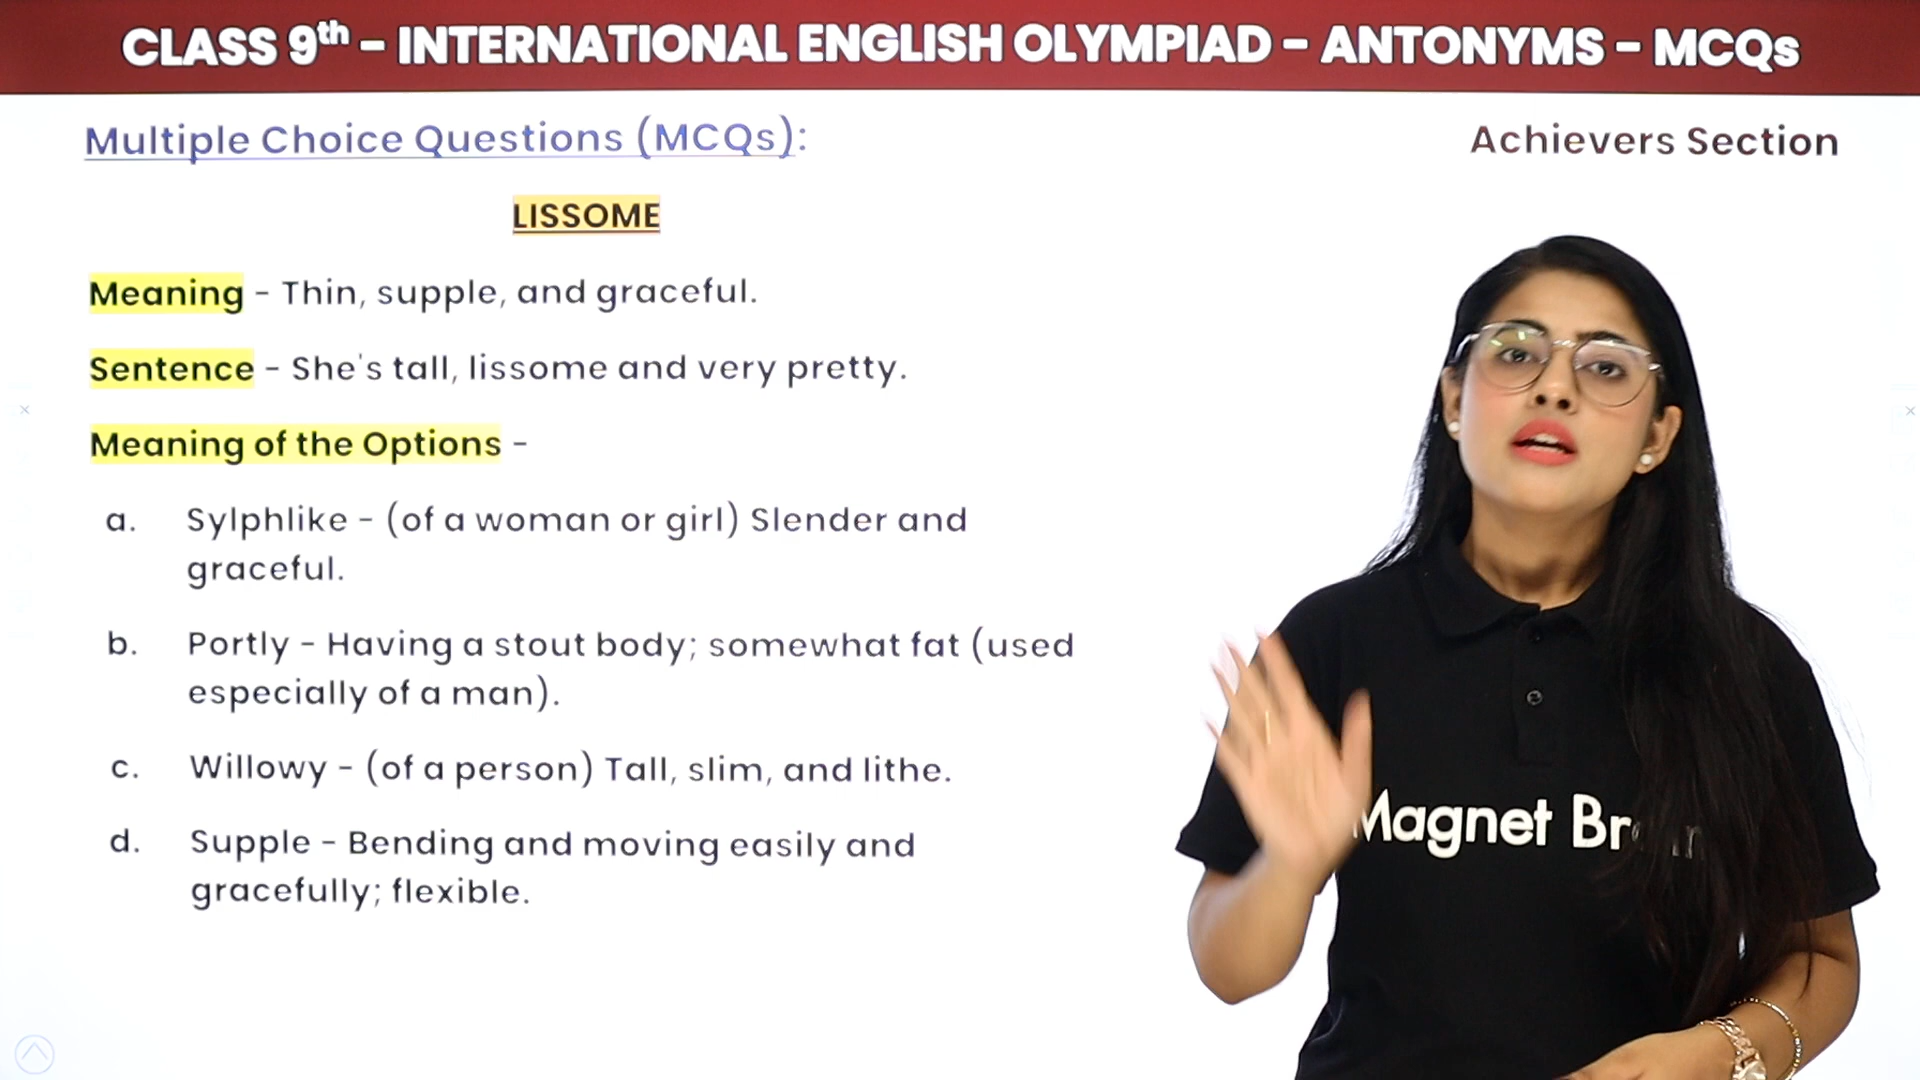 CLASS 9th – INTERNATIONAL ENGLISH OLYMPIAD – ANTONYMS – MCQs
Multiple Choice Questions (MCQs):
Achievers Section
LISSOME
Meaning – Thin, supple, and graceful.
Sentence – She's tall, lissome and very pretty.
Meaning of the Options –
a. Sylphlike – (of a woman or girl) Slender and
graceful.
b. Portly – Having a stout body; somewhat fat (used
especially of a man).
c. Willowy – (of a person) Tall, slim, and lithe.
d. Supple – Bending and moving easily and
gracefully; flexible.
Magnet